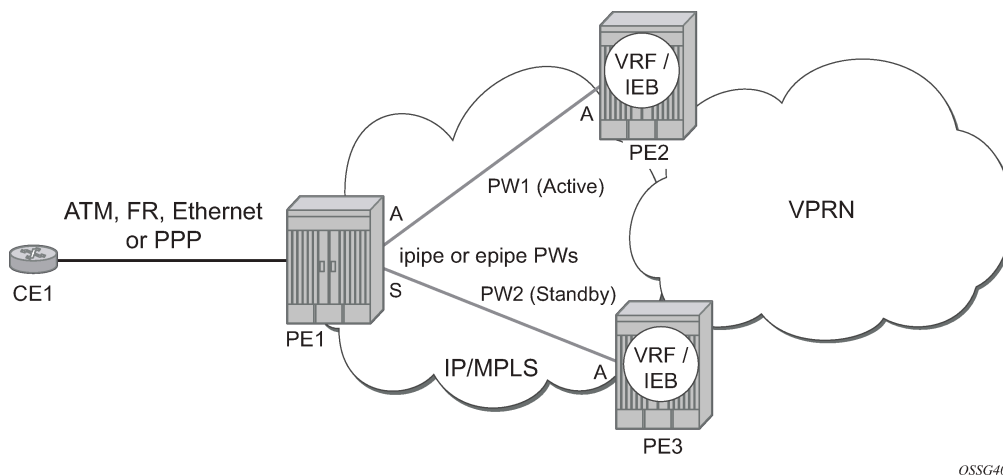 VRF /
IEB
A
PE2
PW1 (Active)
ATM, FR, Ethernet
or PPP
A
VPRN
ipipe or epipe PWs
CE1
S
PW2 (Standby)
PE1
VRF /
IEB
IP/MPLS
A
PE3